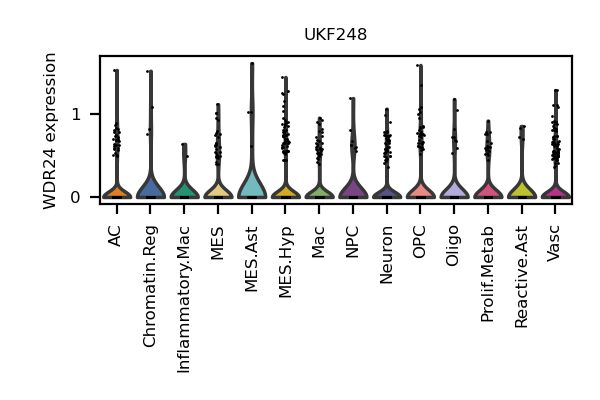 UKF248
WDR24 expression
1
0
AC
Chromatin.Reg
Inflammatory.Mac
MES
MES.Ast
MES.Hyp
Mac
NPC
Neuron
OPC
Oligo
Prolif.Metab
Reactive.Ast
Vasc